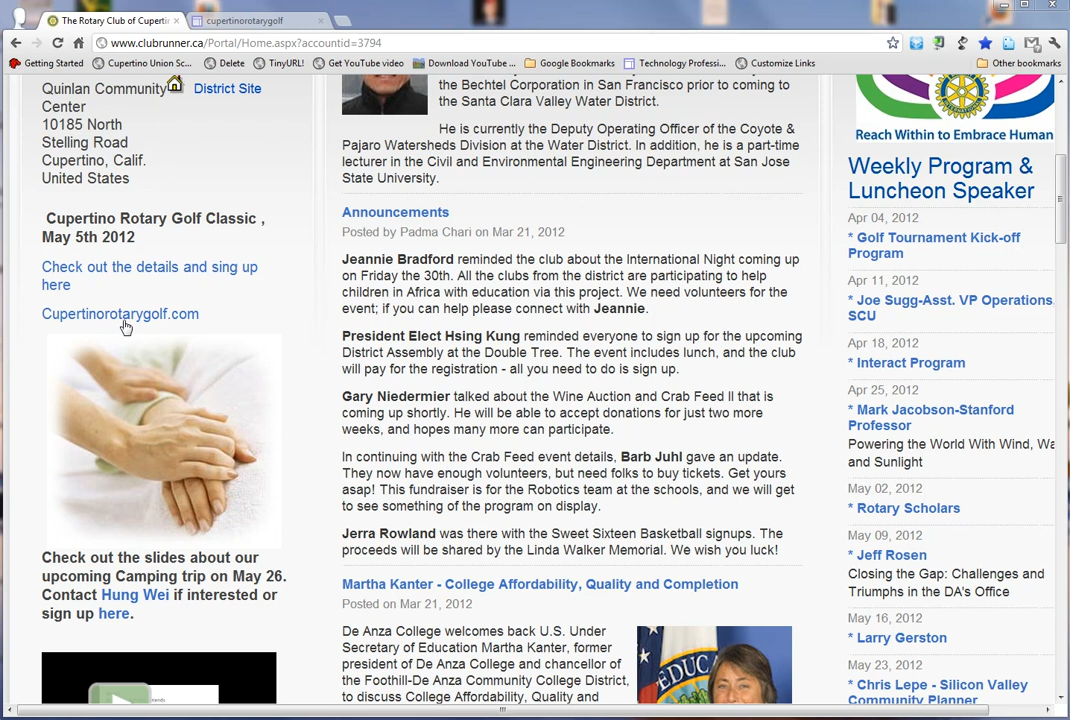 The Rotary Club of Cuperti
cupertinorotarygolf
www.clubrunner.ca/Portal/Home.aspx?accountid=3794
Getting Started
Cupertino Union Sc...
Delete
TinyURL!
Get YouTube video
Download YouTube ...
Google Bookmarks
Technology Professi...
Customize Links
Other bookmarks
Quinlan Community
Center
10185 North
Stelling Road
Cupertino, Calif.
United States
District Site
Cupertino Rotary Golf Classic ,
May 5th 2012
Check out the details and sing up
here
Cupertinorotarygolf.com
Check out the slides about our
upcoming Camping trip on May 26.
Contact Hung Wei if interested or
sign up here.
the Bechtel Corporation in San Francisco prior to coming to
the Santa Clara Valley Water District.
He is currently the Deputy Operating Officer of the Coyote &
Pajaro Watersheds Division at the Water District. In addition, he is a part-time
lecturer in the Civil and Environmental Engineering Department at San Jose
State University.
Announcements
Posted by Padma Chari on Mar 21, 2012
Jeannie Bradford reminded the club about the International Night coming up
on Friday the 30th. All the clubs from the district are participating to help
children in Africa with education via this project. We need volunteers for the
event; if you can help please connect with Jeannie.
President Elect Hsing Kung reminded everyone to sign up for the upcoming
District Assembly at the Double Tree. The event includes lunch, and the club
will pay for the registration - all you need to do is sign up.
Gary Niedermier talked about the Wine Auction and Crab Feed II that is
coming up shortly. He will be able to accept donations for just two more
weeks, and hopes many more can participate.
In continuing with the Crab Feed event details, Barb Juhl gave an update.
They now have enough volunteers, but need folks to buy tickets. Get yours
asap! This fundraiser is for the Robotics team at the schools, and we will get
to see something of the program on display.
Jerra Rowland was there with the Sweet Sixteen Basketball signups. The
proceeds will be shared by the Linda Walker Memorial. We wish you luck!
Martha Kanter - College Affordability, Quality and Completion
Posted on Mar 21, 2012
De Anza College welcomes back U.S. Under
Secretary of Education Martha Kanter, former
president of De Anza College and chancellor of
the Foothill-De Anza Community College District,
to discuss College Affordability, Quality and
Reach Within to Embrace Human
Weekly Program &
Luncheon Speaker
Apr 04, 2012
* Golf Tournament Kick-off
Program
Apr 11, 2012
* Joe Sugg-Asst. VP Operations.
SCU
Apr 18, 2012
* Interact Program
Apr 25, 2012
* Mark Jacobson-Stanford
Professor
Powering the World With Wind, Wa
and Sunlight
May 02, 2012
* Rotary Scholars
May 09, 2012
* Jeff Rosen
Closing the Gap: Challenges and
Triumphs in the DA's Office
May 16, 2012
* Larry Gerston
May 23, 2012
* Chris Lepe - Silicon Valley
Community Planner